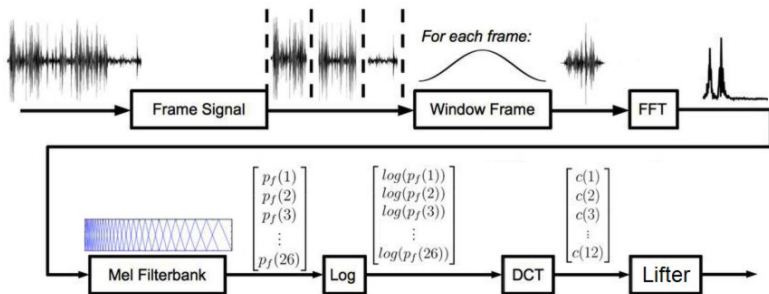 For each frame:
Frame Signal
Window Frame
FFT
p_f(1)
p_f(2)
p_f(3)
⋮
p_f(26)
log(p_f(1))
log(p_f(2))
log(p_f(3))
⋮
log(p_f(26))
c(1)
c(2)
c(3)
⋮
c(12)
Mel Filterbank
Log
DCT
Lifter